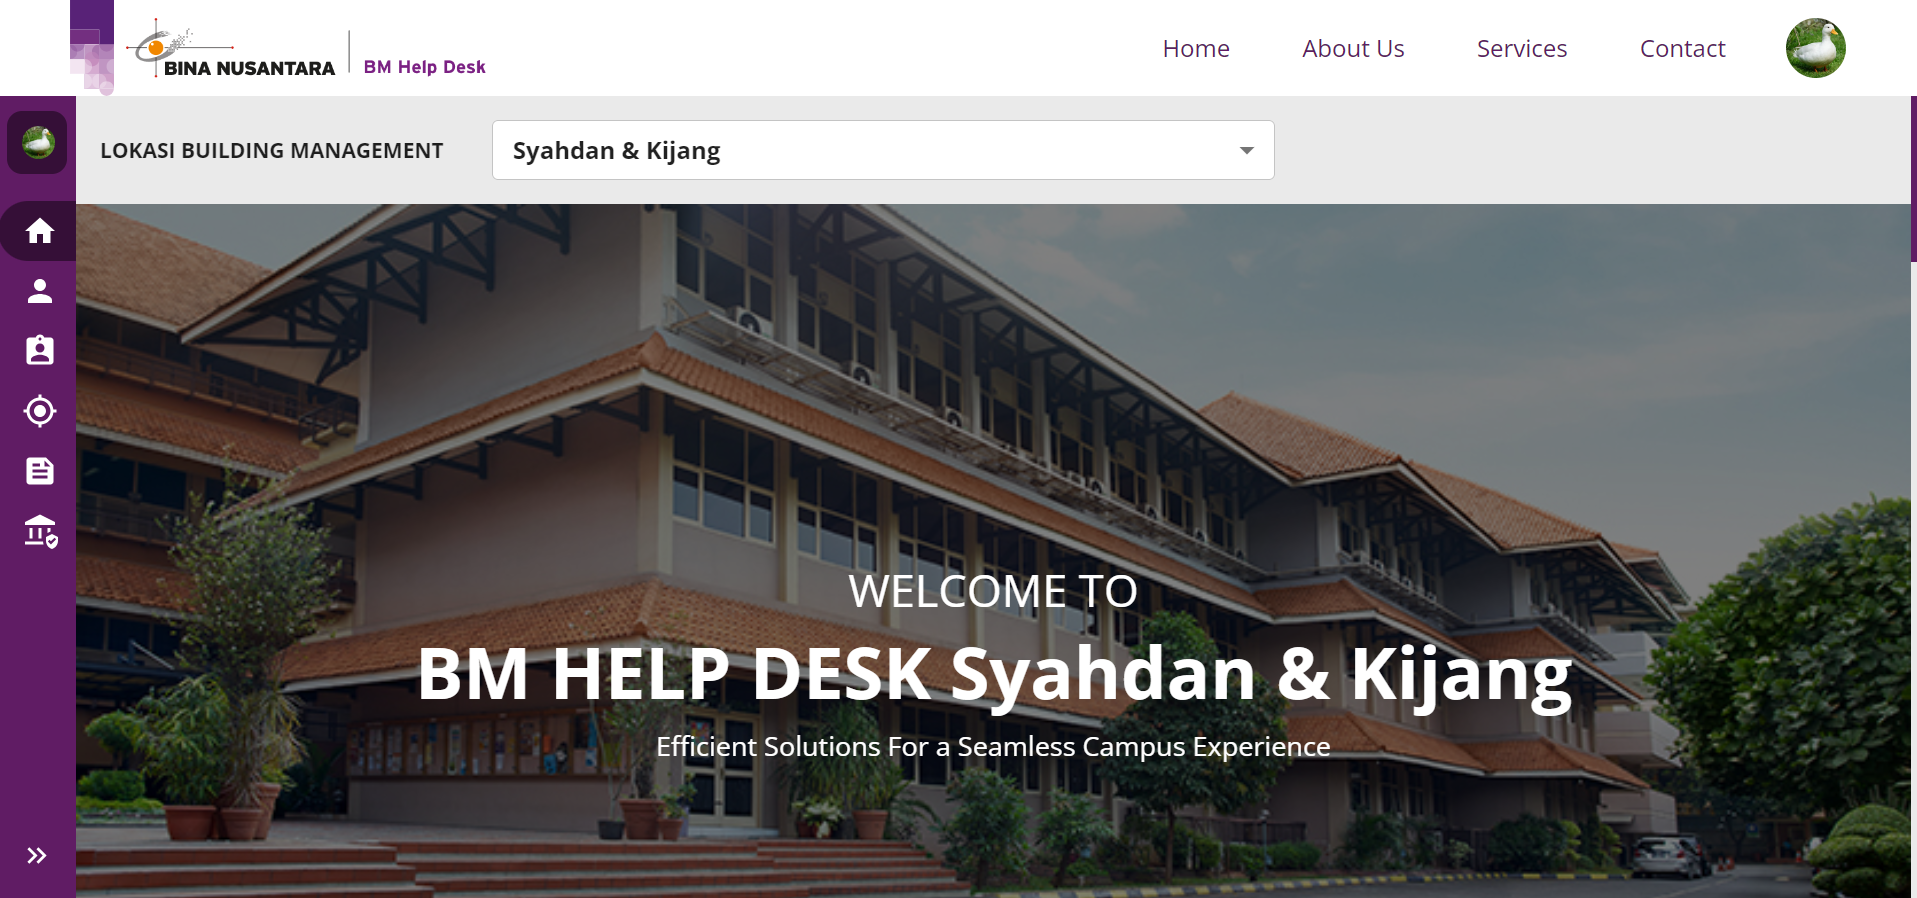 BINA NUSANTARA
BM Help Desk
Home
About Us
Services
Contact
LOKASI BUILDING MANAGEMENT
Syahdan & Kijang
WELCOME TO
BM HELP DESK Syahdan & Kijang
Efficient Solutions For a Seamless Campus Experience